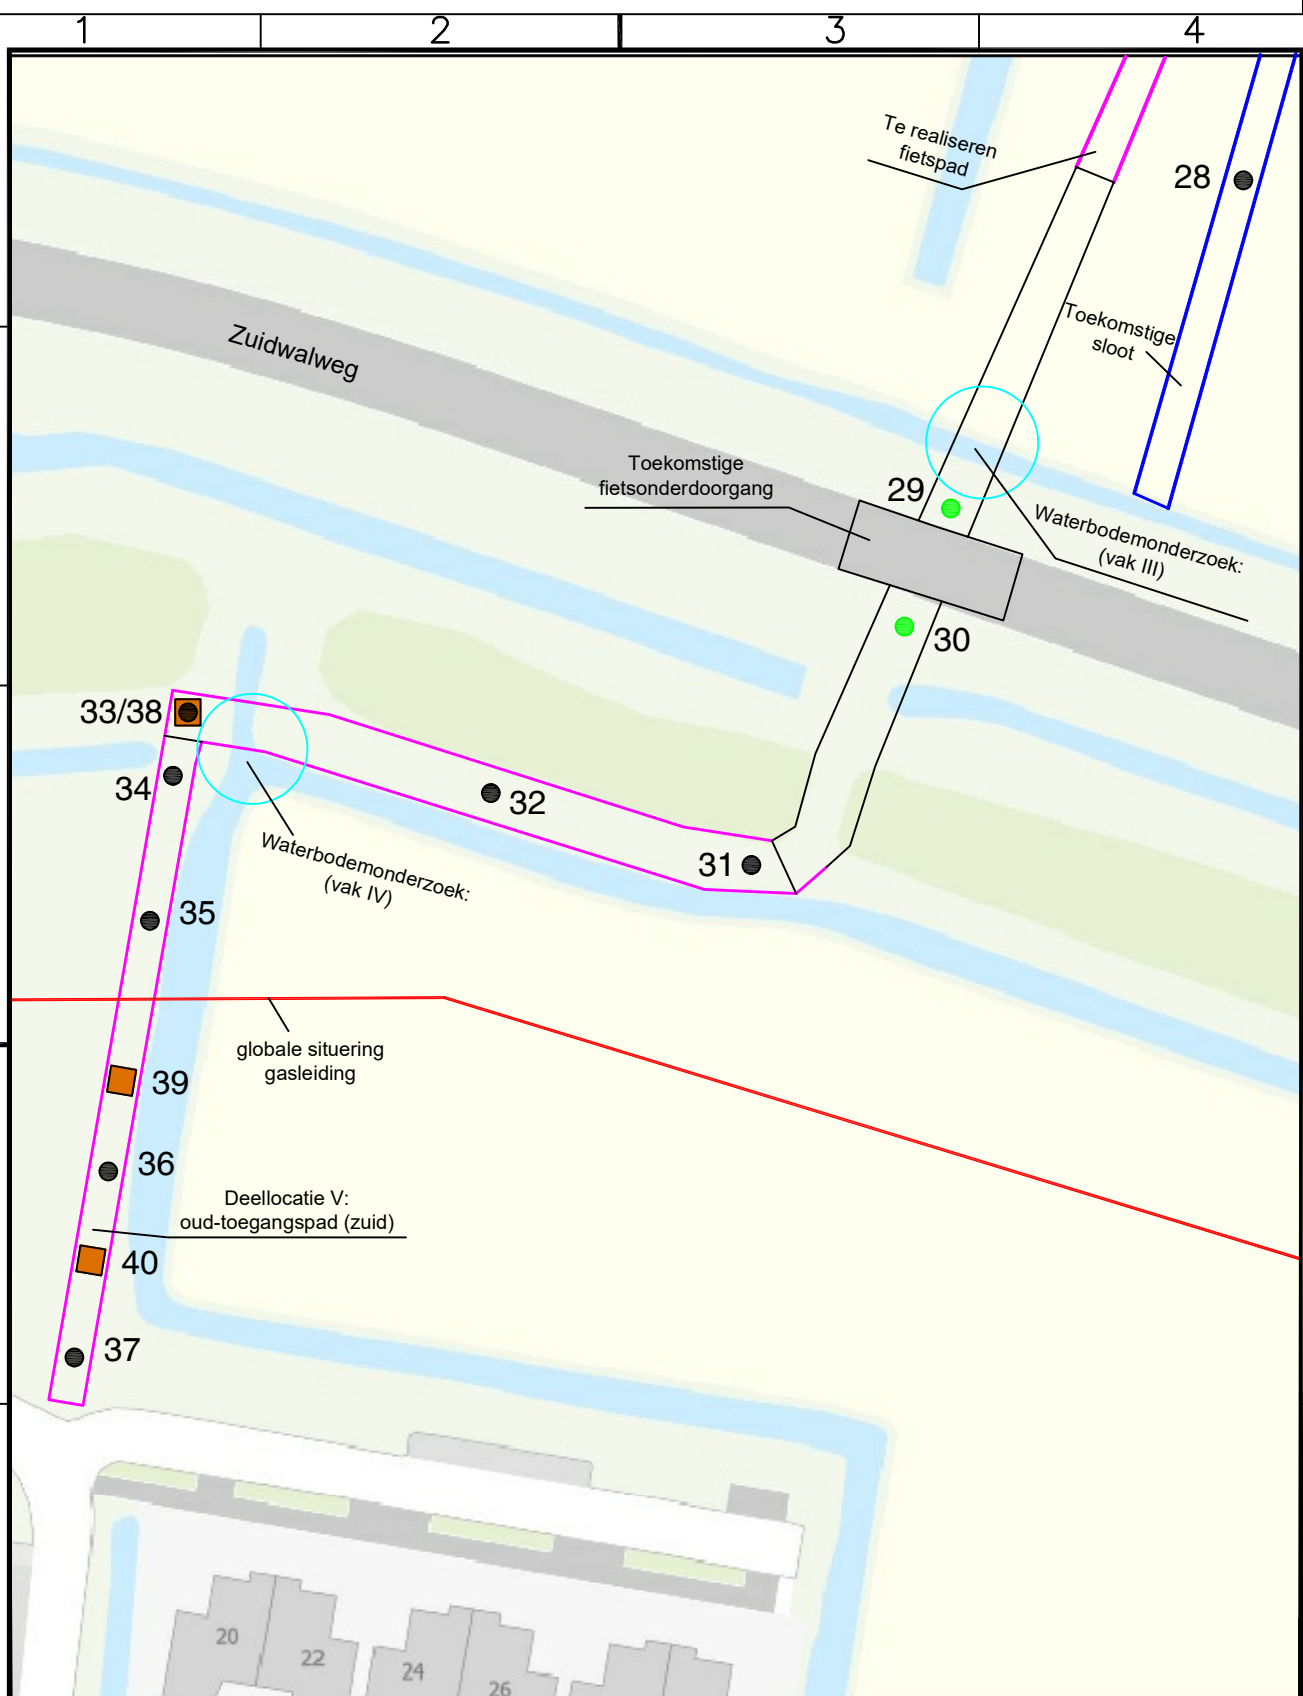 1
2
3
4
Te realiseren
fietspad
28
Zuidwalweg
Toekomstige
sloot
Toekomstige
fietsonderdoorgang
29
Waterbodemonderzoek:
(vak III)
30
33/38
34
32
31
Waterbodemonderzoek:
(vak IV)
35
globale situering
gasleiding
39
36
Deellocatie V:
oud-toegangspad (zuid)
40
37
20
22
24
26